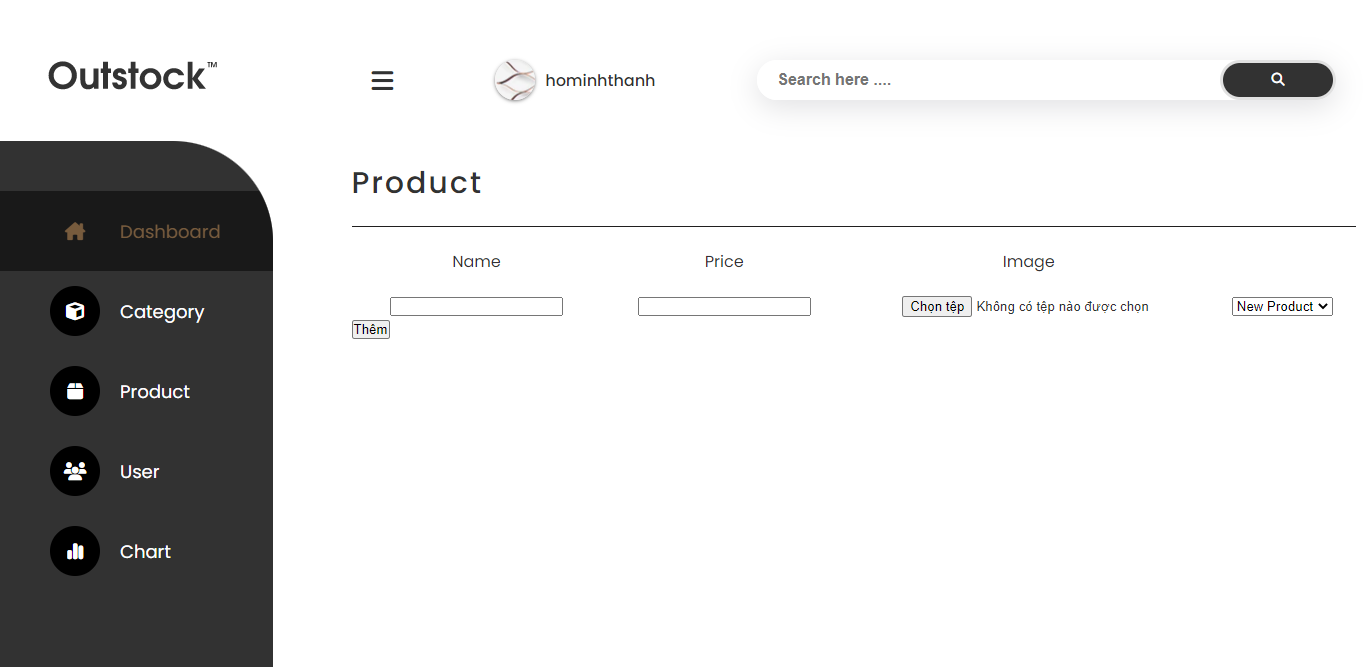 Outstock™
hominhthanh
Search here ....
Dashboard
Category
Product
User
Chart
Product
Name Price Image
Chọn tệp Không có tệp nào được chọn New Product
Thêm